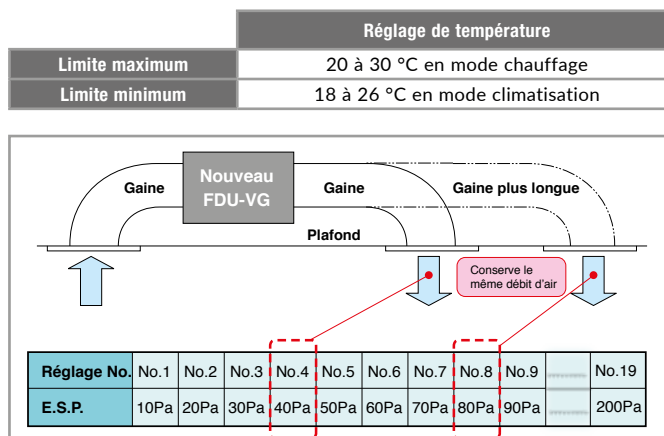 Réglage de température
Limite maximum 20 à 30 °C en mode chauffage
Limite minimum 18 à 26 °C en mode climatisation
Gaine
Nouveau
FDU-VG
Gaine
Gaine plus longue
Plafond
Conserve le
même débit d'air
Réglage No. No.1 No.2 No.3 No.4 No.5 No.6 No.7 No.8 No.9 ............ No.19
E.S.P. 10Pa 20Pa 30Pa 40Pa 50Pa 60Pa 70Pa 80Pa 90Pa ............ 200Pa